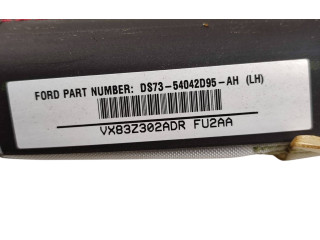 FORD PART NUMBER: DS73-54042D95-AH (LH)
VX83Z302ADR FU2AA